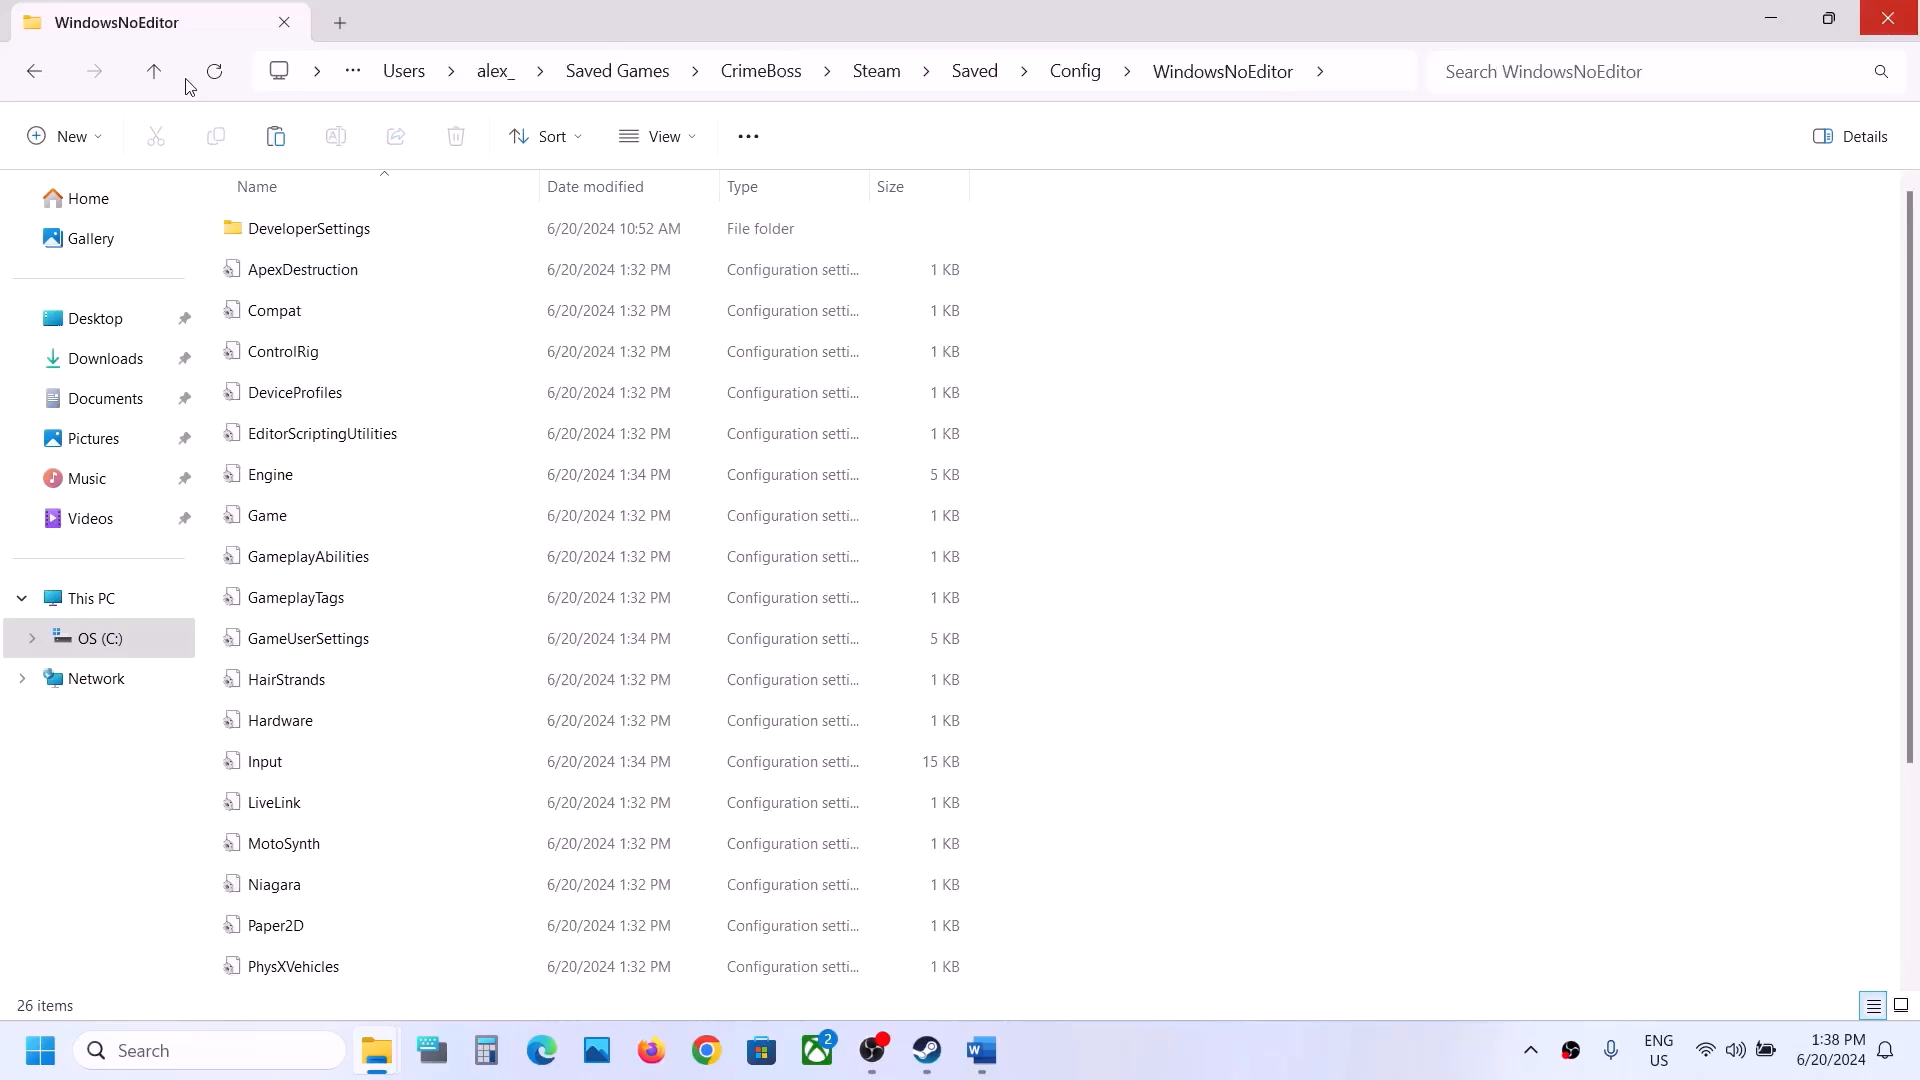 WindowsNoEditor
Users
alex_
Saved Games
CrimeBoss
Steam
Saved
Config
WindowsNoEditor
Search WindowsNoEditor
New
Sort
View
Details
Name Date modified Type Size
Home
Gallery
Desktop
Downloads
Documents
Pictures
Music
Videos
This PC
OS (C:)
Network
DeveloperSettings 6/20/2024 10:52 AM File folder
ApexDestruction 6/20/2024 1:32 PM Configuration setti... 1 KB
Compat 6/20/2024 1:32 PM Configuration setti... 1 KB
ControlRig 6/20/2024 1:32 PM Configuration setti... 1 KB
DeviceProfiles 6/20/2024 1:32 PM Configuration setti... 1 KB
EditorScriptingUtilities 6/20/2024 1:32 PM Configuration setti... 1 KB
Engine 6/20/2024 1:34 PM Configuration setti... 5 KB
Game 6/20/2024 1:32 PM Configuration setti... 1 KB
GameplayAbilities 6/20/2024 1:32 PM Configuration setti... 1 KB
GameplayTags 6/20/2024 1:32 PM Configuration setti... 1 KB
GameUserSettings 6/20/2024 1:34 PM Configuration setti... 5 KB
HairStrands 6/20/2024 1:32 PM Configuration setti... 1 KB
Hardware 6/20/2024 1:32 PM Configuration setti... 1 KB
Input 6/20/2024 1:34 PM Configuration setti... 15 KB
LiveLink 6/20/2024 1:32 PM Configuration setti... 1 KB
MotoSynth 6/20/2024 1:32 PM Configuration setti... 1 KB
Niagara 6/20/2024 1:32 PM Configuration setti... 1 KB
Paper2D 6/20/2024 1:32 PM Configuration setti... 1 KB
PhysXVehicles 6/20/2024 1:32 PM Configuration setti... 1 KB
26 items
Search
2
W
ENG
US
1:38 PM
6/20/2024